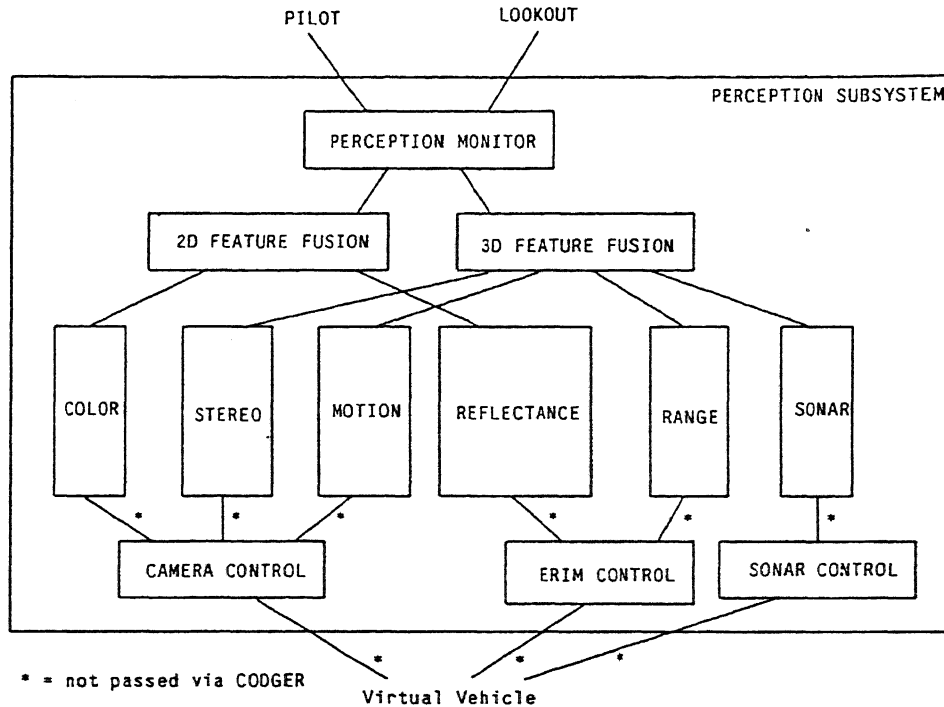 PILOT
LOOKOUT
PERCEPTION SUBSYSTEM
PERCEPTION MONITOR
2D FEATURE FUSION
3D FEATURE FUSION
COLOR
STEREO
MOTION
REFLECTANCE
RANGE
SONAR
* * * * * *
CAMERA CONTROL
ERIM CONTROL
SONAR CONTROL
* * *
* = not passed via CODGER
Virtual Vehicle